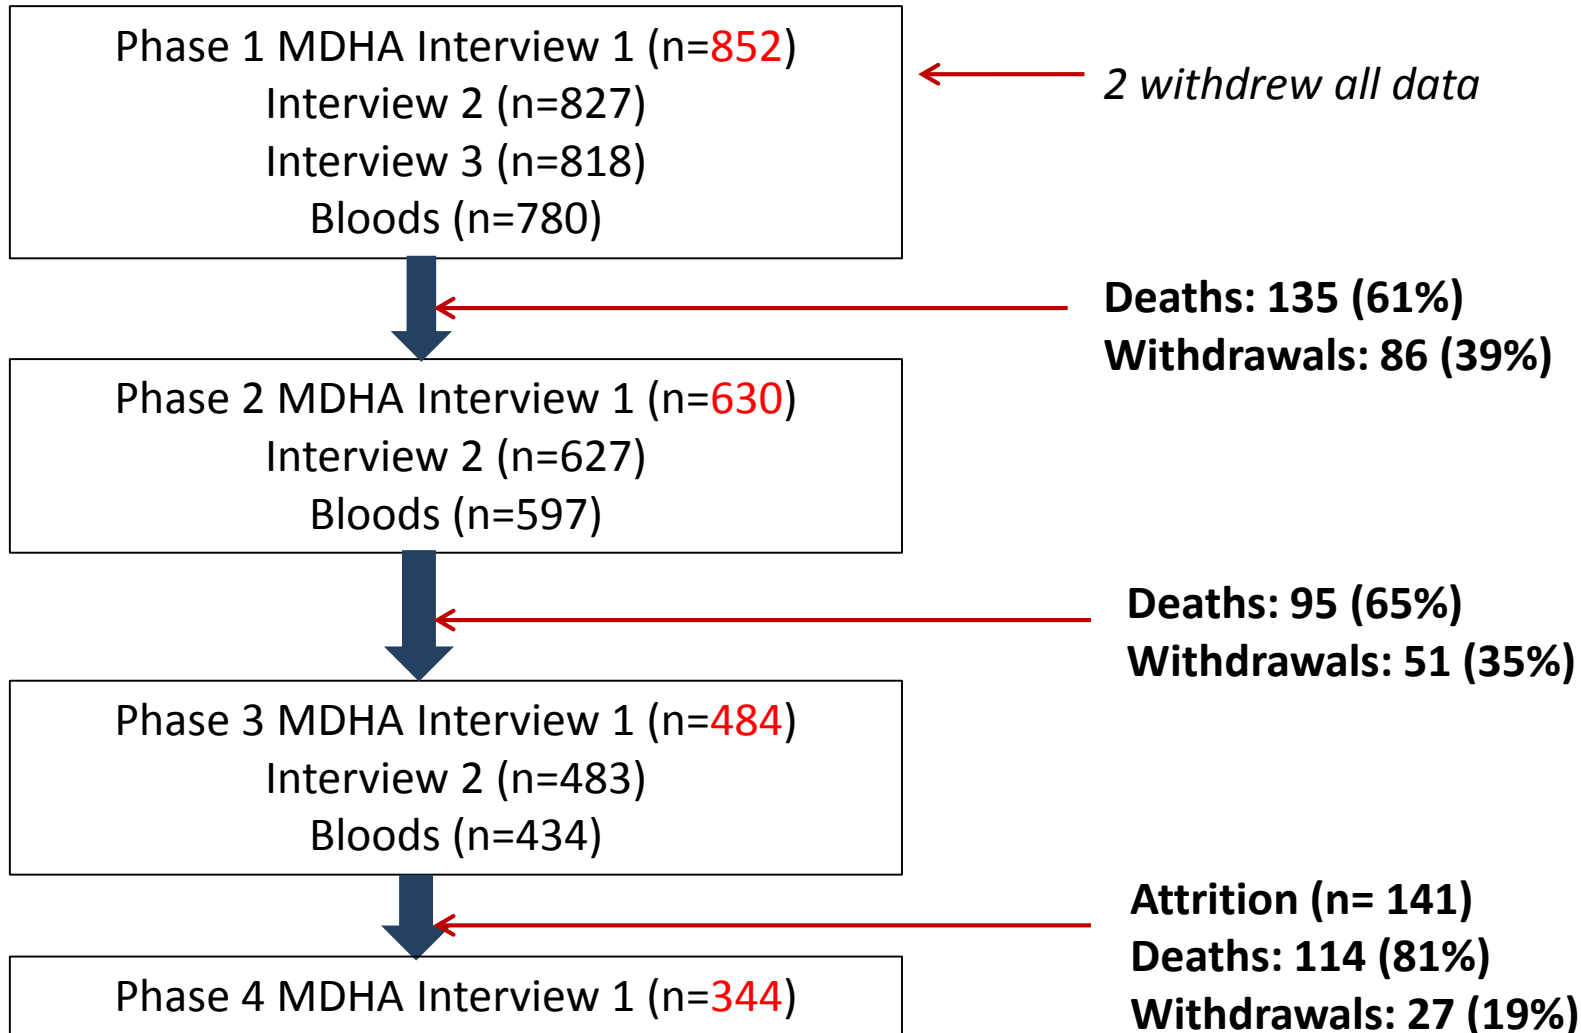 Phase 1 MDHA Interview 1 (n=852)
Interview 2 (n=827)
Interview 3 (n=818)
Bloods (n=780)
2 withdrew all data
Deaths: 135 (61%)
Withdrawals: 86 (39%)
Phase 2 MDHA Interview 1 (n=630)
Interview 2 (n=627)
Bloods (n=597)
Deaths: 95 (65%)
Withdrawals: 51 (35%)
Phase 3 MDHA Interview 1 (n=484)
Interview 2 (n=483)
Bloods (n=434)
Attrition (n= 141)
Deaths: 114 (81%)
Withdrawals: 27 (19%)
Phase 4 MDHA Interview 1 (n=344)